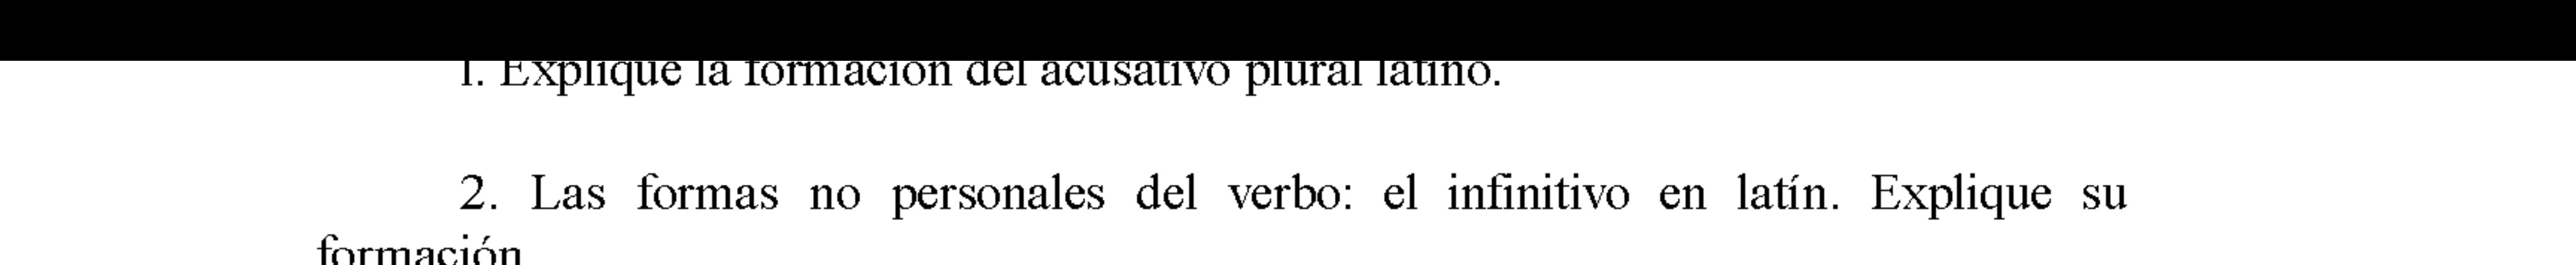 1. Explique la formación del acusativo plural latino.
2. Las formas no personales del verbo: el infinitivo en latín. Explique su
formación